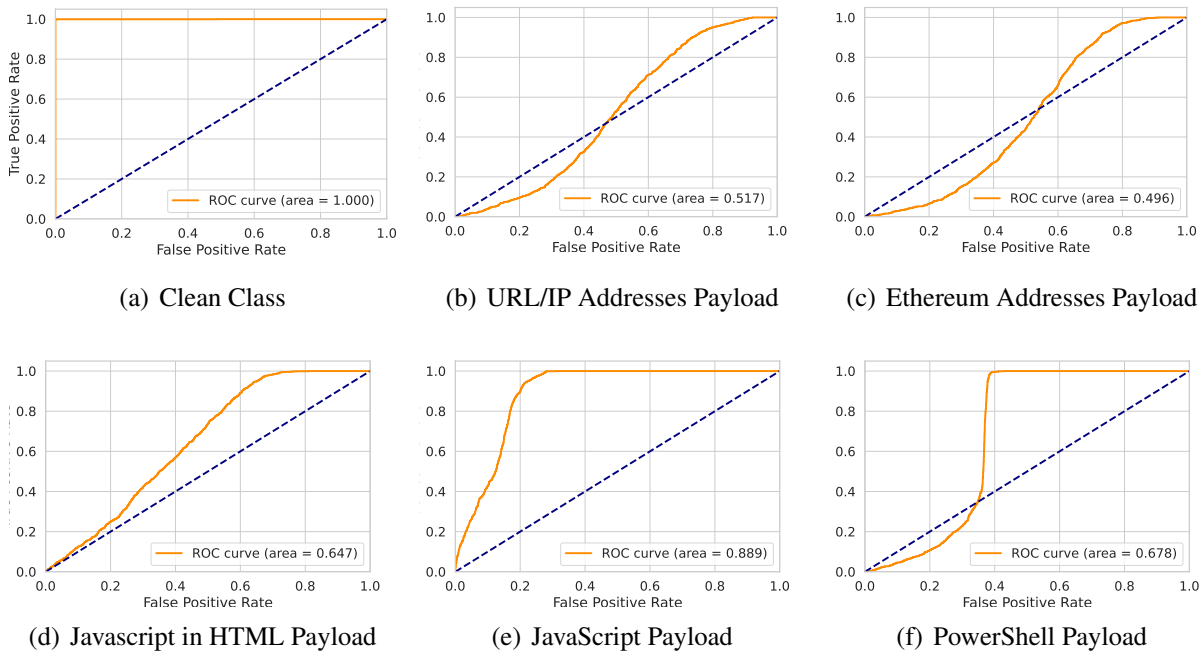 1.0
0.8
0.6
0.4
0.2
0.0
True Positive Rate
ROC curve (area = 1.000)
0.0 0.2 0.4 0.6 0.8 1.0
False Positive Rate
(a) Clean Class
1.0
0.8
0.6
0.4
0.2
0.0
ROC curve (area = 0.517)
0.0 0.2 0.4 0.6 0.8 1.0
False Positive Rate
(b) URL/IP Addresses Payload
1.0
0.8
0.6
0.4
0.2
0.0
ROC curve (area = 0.496)
0.0 0.2 0.4 0.6 0.8 1.0
False Positive Rate
(c) Ethereum Addresses Payload
1.0
0.8
0.6
0.4
0.2
0.0
ROC curve (area = 0.647)
0.0 0.2 0.4 0.6 0.8 1.0
False Positive Rate
(d) Javascript in HTML Payload
1.0
0.8
0.6
0.4
0.2
0.0
ROC curve (area = 0.889)
0.0 0.2 0.4 0.6 0.8 1.0
False Positive Rate
(e) JavaScript Payload
1.0
0.8
0.6
0.4
0.2
0.0
ROC curve (area = 0.678)
0.0 0.2 0.4 0.6 0.8 1.0
False Positive Rate
(f) PowerShell Payload